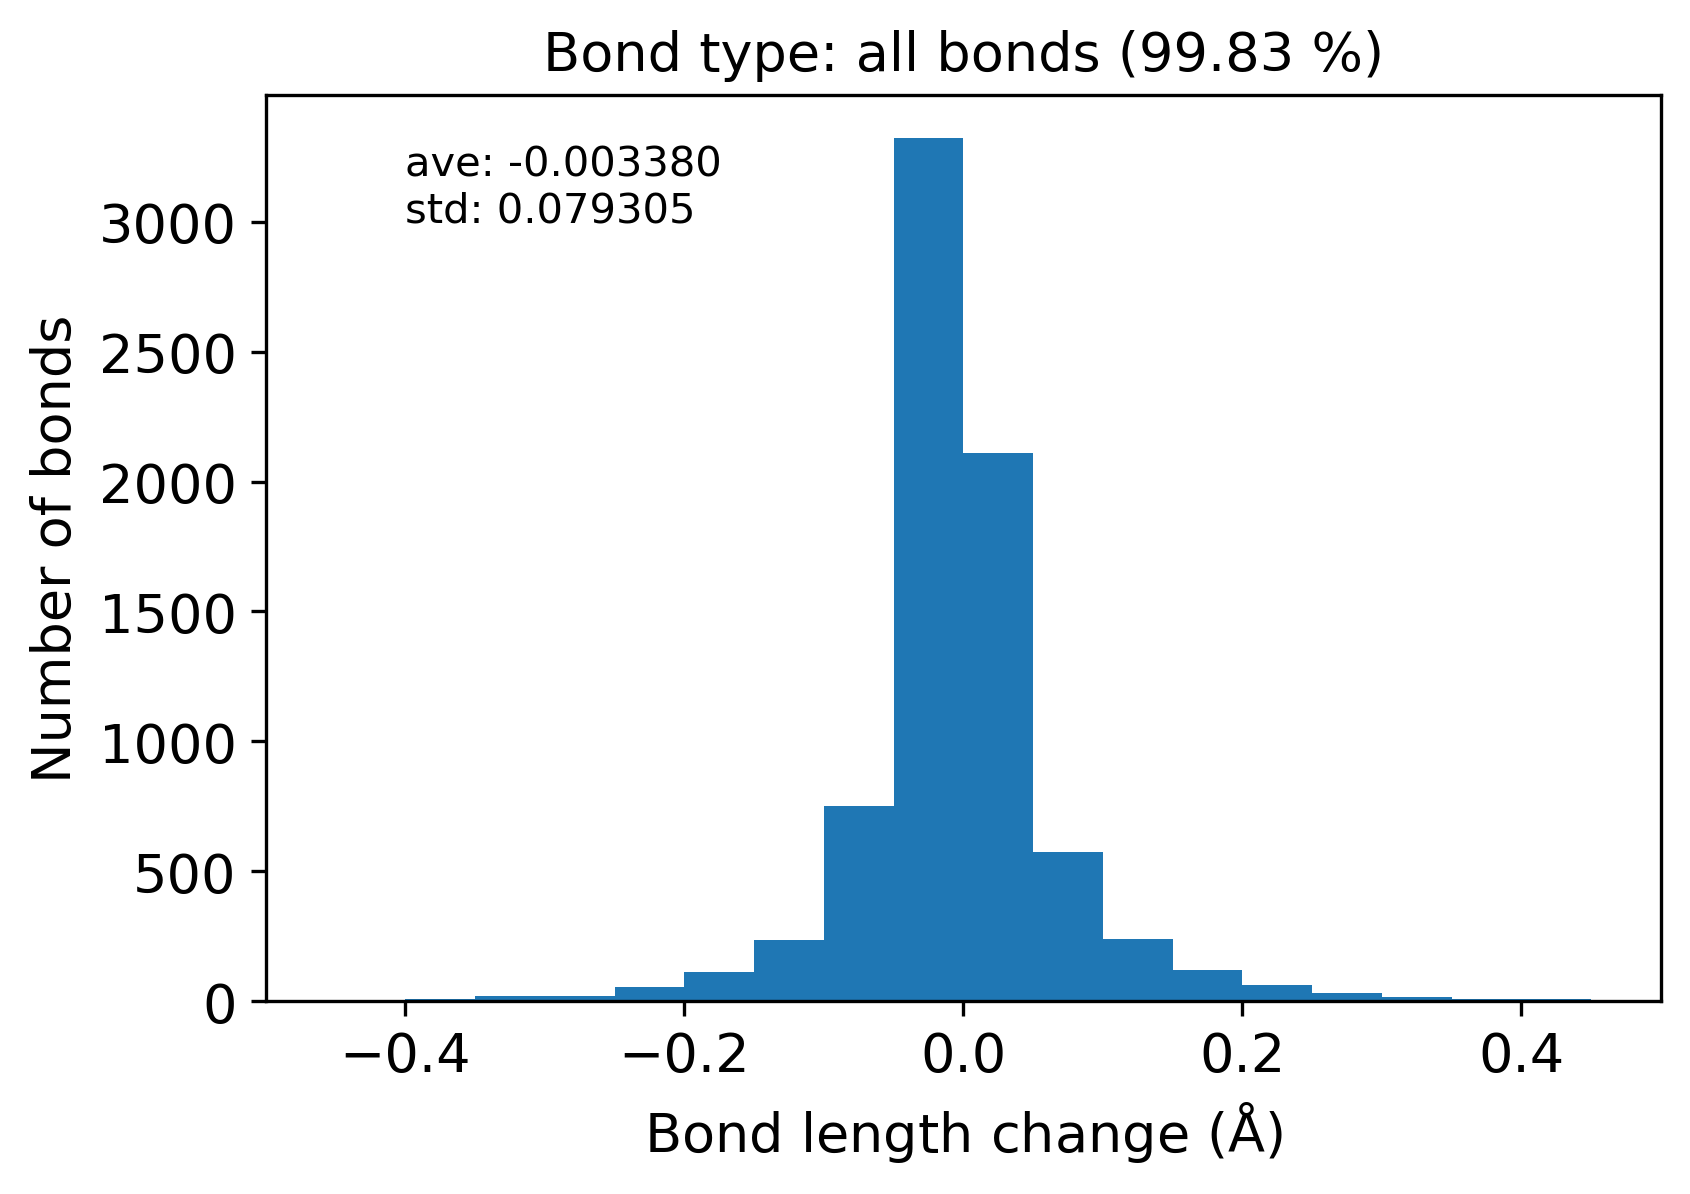 Bond type: all bonds (99.83 %)
ave: -0.003380
std: 0.079305
Number of bonds
3000
2500
2000
1500
1000
500
0
−0.4
−0.2
0.0
0.2
0.4
Bond length change (Å)